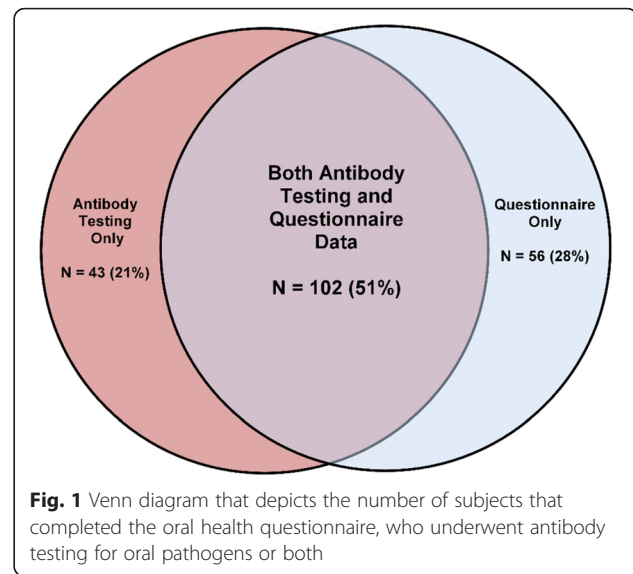 Antibody
Testing
Only
N = 43 (21%)
Both Antibody
Testing and
Questionnaire
Data
N = 102 (51%)
Questionnaire
Only
N = 56 (28%)
Fig. 1 Venn diagram that depicts the number of subjects that
completed the oral health questionnaire, who underwent antibody
testing for oral pathogens or both